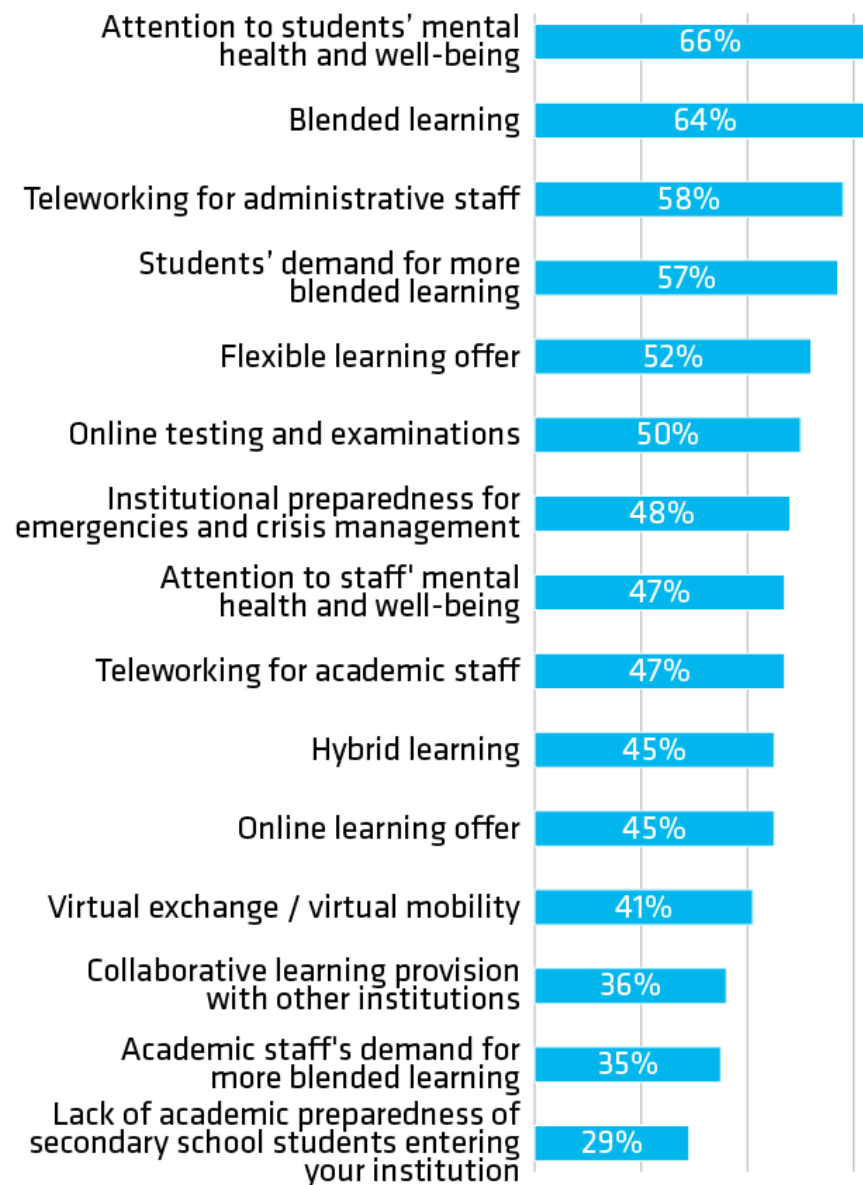 Attention to students’ mental
health and well-being
66%
Blended learning
64%
Teleworking for administrative staff
58%
Students’ demand for more
blended learning
57%
Flexible learning offer
52%
Online testing and examinations
50%
Institutional preparedness for
emergencies and crisis management
48%
Attention to staff' mental
health and well-being
47%
Teleworking for academic staff
47%
Hybrid learning
45%
Online learning offer
45%
Virtual exchange / virtual mobility
41%
Collaborative learning provision
with other institutions
36%
Academic staff's demand for
more blended learning
35%
Lack of academic preparedness of
secondary school students entering
your institution
29%